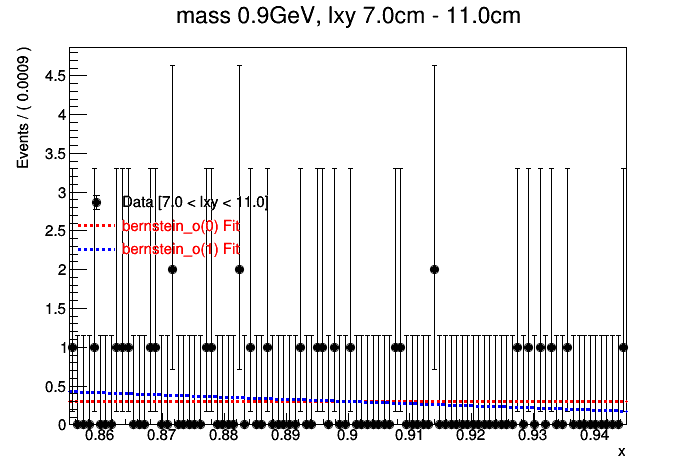 mass 0.9GeV, lxy 7.0cm - 11.0cm
Events / ( 0.0009 )
4.5
4
3.5
3
2.5
2
1.5
1
0.5
0
Data [7.0 < lxy < 11.0]
bernstein_o(0) Fit
bernstein_o(1) Fit
0.86 0.87 0.88 0.89 0.9 0.91 0.92 0.93 0.94
x